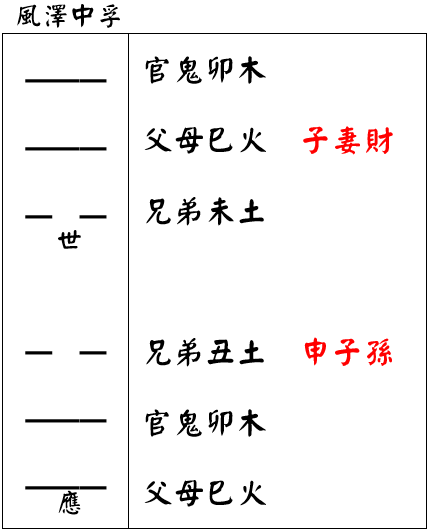 風澤中孚
官鬼卯木
父母巳火 子妻財
兄弟未土
世
兄弟丑土 申子孫
官鬼卯木
父母巳火
應